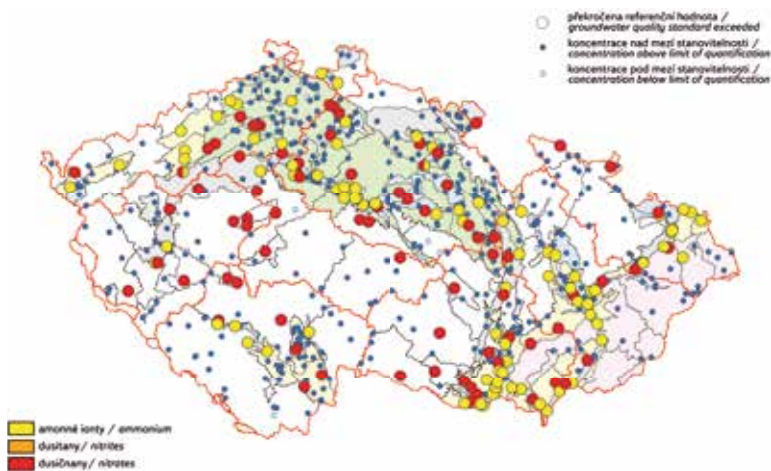 překročena referenční hodnota /
groundwater quality standard exceeded
koncentrace nad mezí stanovitelnosti /
concentration above limit of quantification
koncentrace pod mezí stanovitelnosti /
concentration below limit of quantification
amonné ionty / ammonium
dusitany / nitrites
dusičnany / nitrates